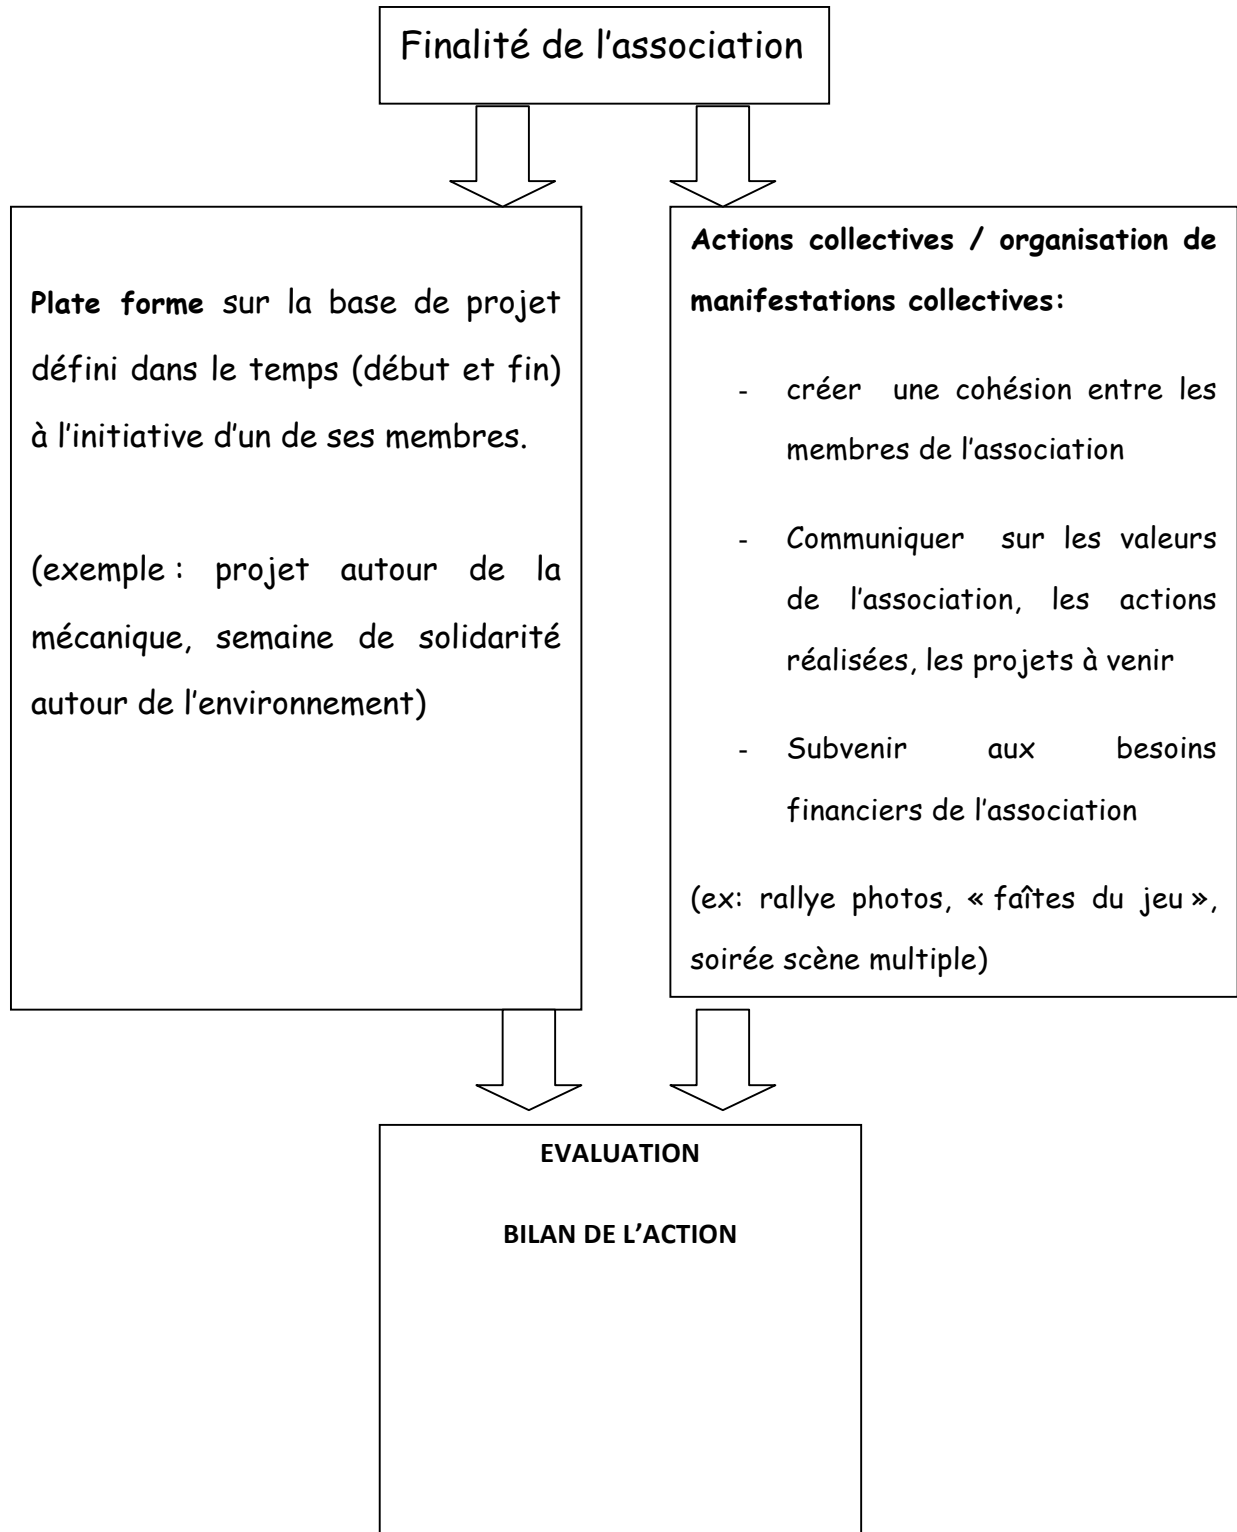 Finalité de l'association
Plate forme sur la base de projet
défini dans le temps (début et fin)
à l'initiative d'un de ses membres.
(exemple : projet autour de la
mécanique, semaine de solidarité
autour de l'environnement)
Actions collectives / organisation de
manifestations collectives:
- créer une cohésion entre les
membres de l'association
- Communiquer sur les valeurs
de l'association, les actions
réalisées, les projets à venir
- Subvenir aux besoins
financiers de l'association
(ex: rallye photos, « faîtes du jeu »,
soirée scène multiple)
EVALUATION
BILAN DE L'ACTION